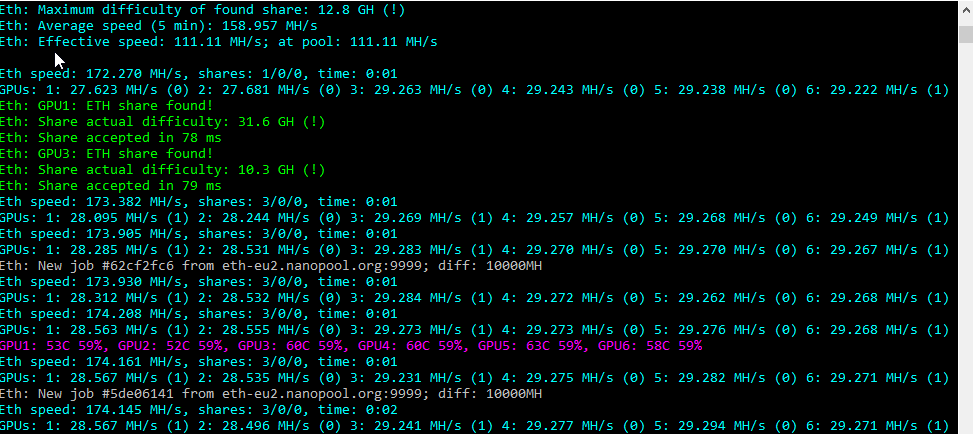 Eth: Maximum difficulty of found share: 12.8 GH (!)
Eth: Average speed (5 min): 158.957 MH/s
Eth: Effective speed: 111.11 MH/s; at pool: 111.11 MH/s
Eth speed: 172.270 MH/s, shares: 1/0/0, time: 0:01
GPUs: 1: 27.623 MH/s (0) 2: 27.681 MH/s (0) 3: 29.263 MH/s (0) 4: 29.243 MH/s (0) 5: 29.238 MH/s (0) 6: 29.222 MH/s (1)
Eth: GPU1: ETH share found!
Eth: Share actual difficulty: 31.6 GH (!)
Eth: Share accepted in 78 ms
Eth: GPU3: ETH share found!
Eth: Share actual difficulty: 10.3 GH (!)
Eth: Share accepted in 79 ms
Eth speed: 173.382 MH/s, shares: 3/0/0, time: 0:01
GPUs: 1: 28.095 MH/s (1) 2: 28.244 MH/s (0) 3: 29.269 MH/s (1) 4: 29.257 MH/s (0) 5: 29.268 MH/s (0) 6: 29.249 MH/s (1)
Eth speed: 173.905 MH/s, shares: 3/0/0, time: 0:01
GPUs: 1: 28.285 MH/s (1) 2: 28.531 MH/s (0) 3: 29.283 MH/s (1) 4: 29.270 MH/s (0) 5: 29.270 MH/s (0) 6: 29.267 MH/s (1)
Eth: New job #62cf2fc6 from eth-eu2.nanopool.org:9999; diff: 10000MH
Eth speed: 173.930 MH/s, shares: 3/0/0, time: 0:01
GPUs: 1: 28.312 MH/s (1) 2: 28.532 MH/s (0) 3: 29.284 MH/s (1) 4: 29.272 MH/s (0) 5: 29.262 MH/s (0) 6: 29.268 MH/s (1)
Eth speed: 174.208 MH/s, shares: 3/0/0, time: 0:01
GPUs: 1: 28.563 MH/s (1) 2: 28.555 MH/s (0) 3: 29.273 MH/s (1) 4: 29.273 MH/s (0) 5: 29.276 MH/s (0) 6: 29.268 MH/s (1)
GPU1: 53C 59%, GPU2: 52C 59%, GPU3: 60C 59%, GPU4: 60C 59%, GPU5: 63C 59%, GPU6: 58C 59%
Eth speed: 174.161 MH/s, shares: 3/0/0, time: 0:01
GPUs: 1: 28.567 MH/s (1) 2: 28.535 MH/s (0) 3: 29.231 MH/s (1) 4: 29.275 MH/s (0) 5: 29.282 MH/s (0) 6: 29.271 MH/s (1)
Eth: New job #5de06141 from eth-eu2.nanopool.org:9999; diff: 10000MH
Eth speed: 174.145 MH/s, shares: 3/0/0, time: 0:02
GPUs: 1: 28.567 MH/s (1) 2: 28.496 MH/s (0) 3: 29.241 MH/s (1) 4: 29.277 MH/s (0) 5: 29.294 MH/s (0) 6: 29.271 MH/s (1)